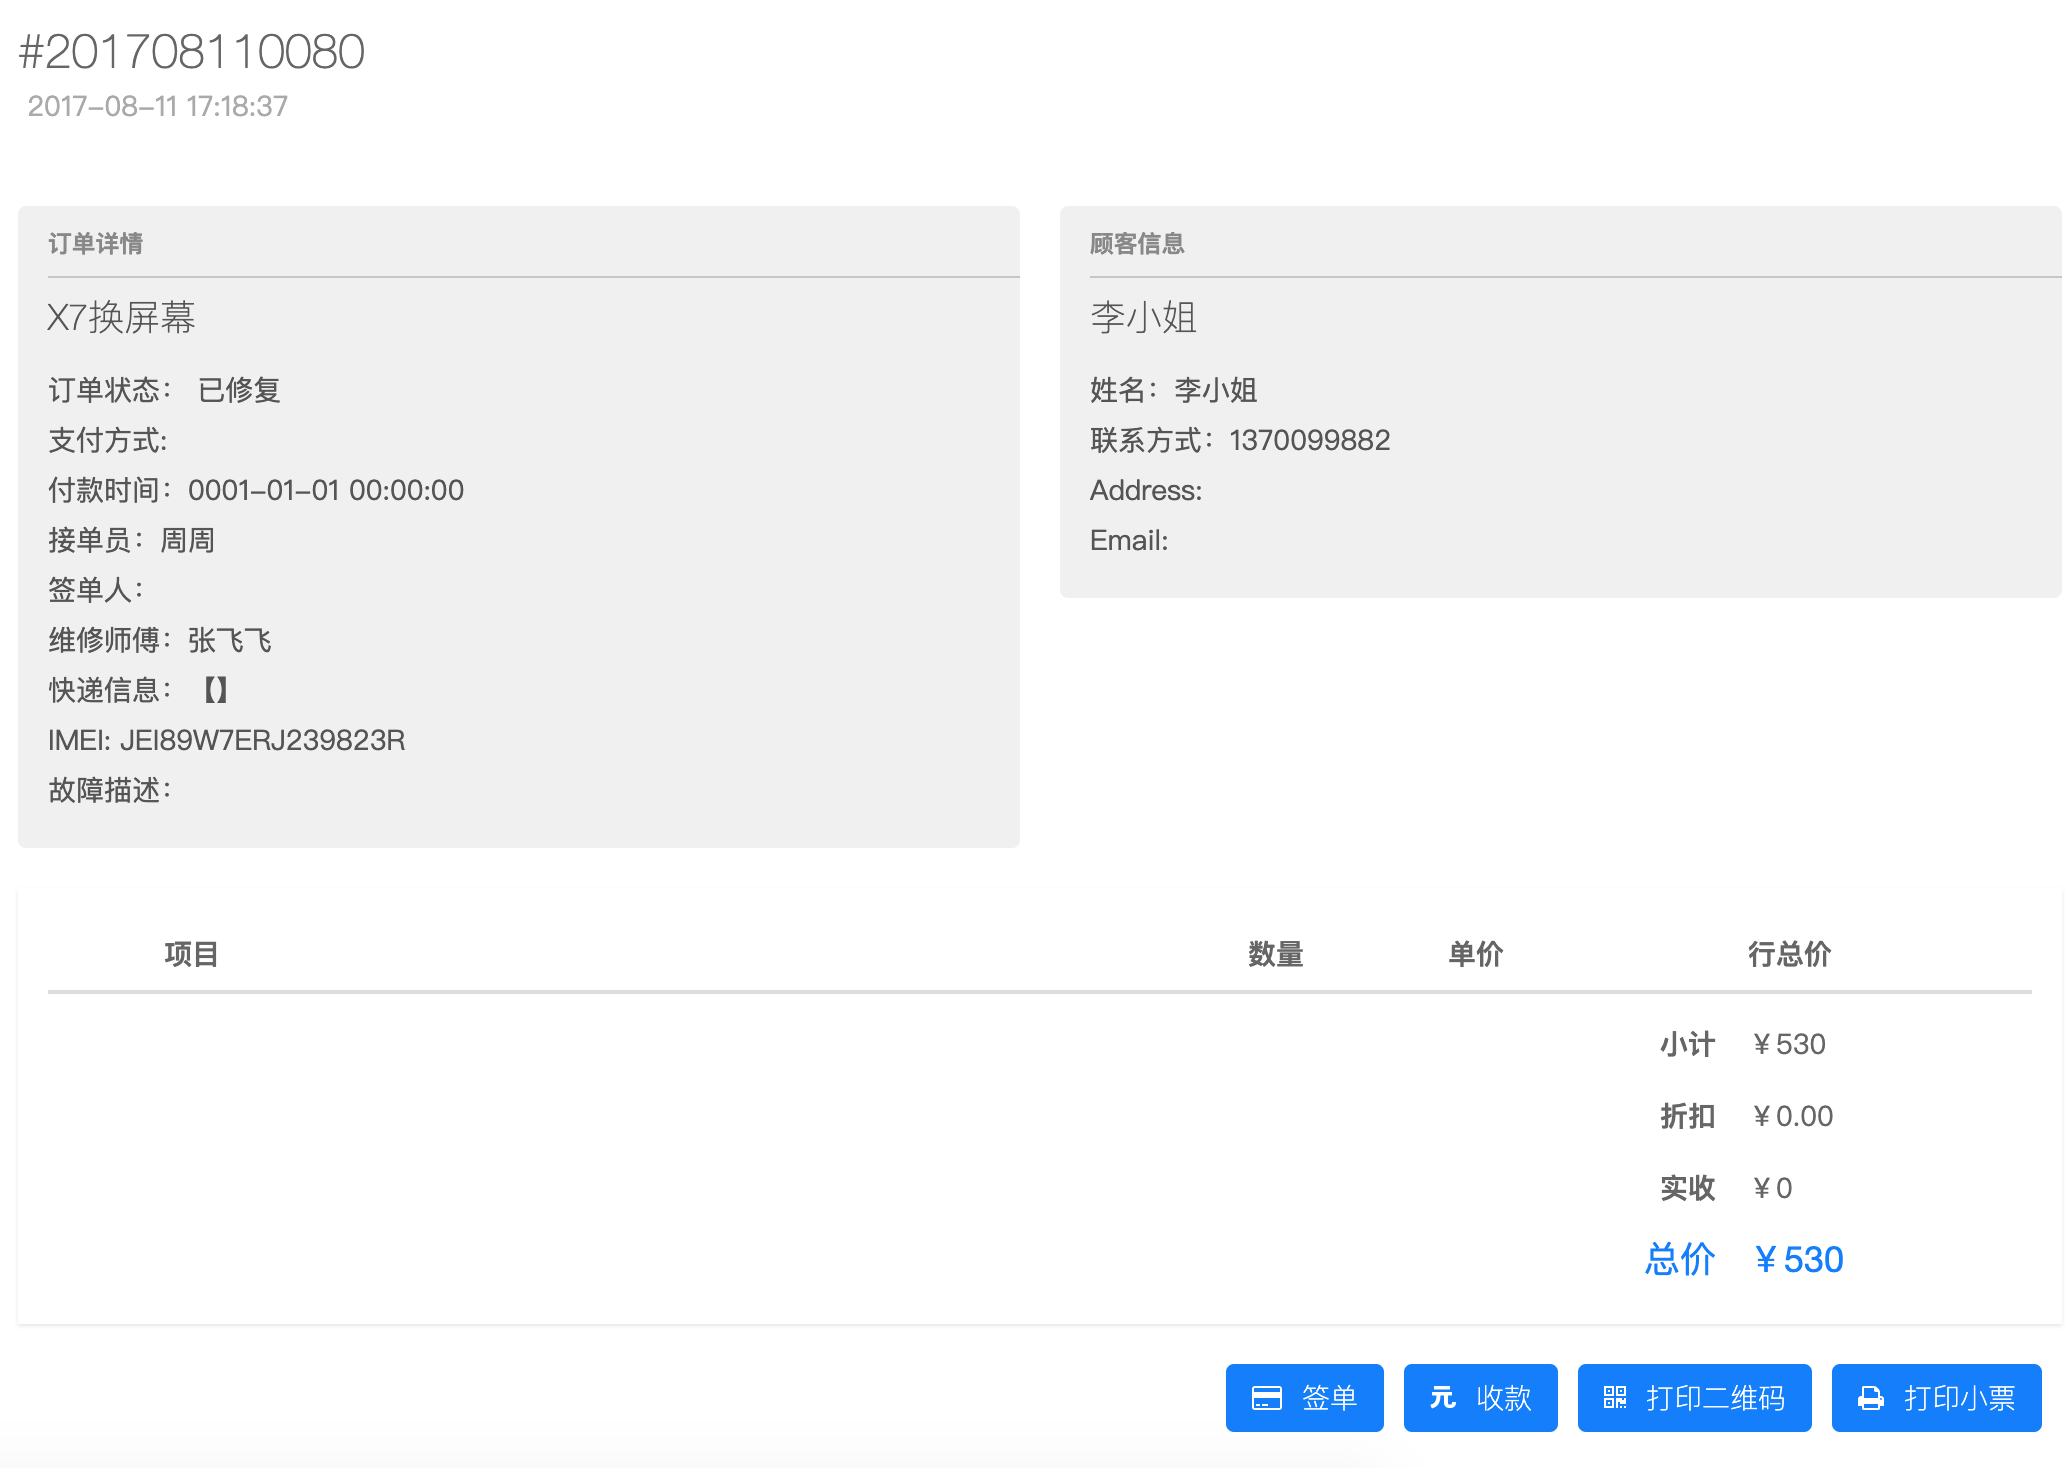 #201708110080
2017-08-11 17:18:37
订单详情
X7换屏幕
订单状态： 已修复
支付方式:
付款时间：0001-01-01 00:00:00
接单员：周周
签单人：
维修师傅：张飞飞
快递信息： 【】
IMEI: JEI89W7ERJ239823R
故障描述：
顾客信息
李小姐
姓名：李小姐
联系方式：1370099882
Address:
Email:
项目 数量 单价 行总价
小计 ¥530
折扣 ¥0.00
实收 ¥0
总价 ¥530
签单 元 收款 打印二维码 打印小票